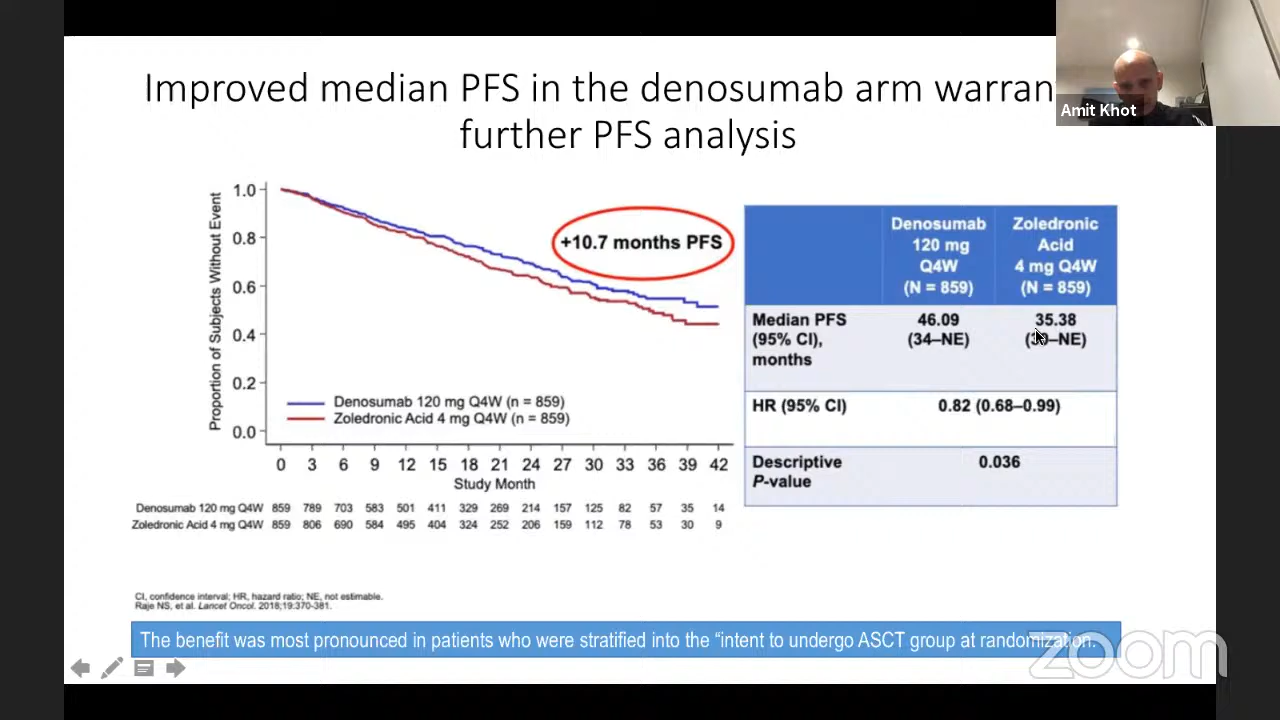 Improved median PFS in the denosumab arm
further PFS analysis
Amit Khot
Proportion of Subjects Without Event
1.0
0.8
0.6
0.4
0.2
0.0
+10.7 months PFS
Denosumab 120 mg Q4W (n = 859)
Zoledronic Acid 4 mg Q4W (n = 859)
0 3 6 9 12 15 18 21 24 27 30 33 36 39 42
Study Month
Denosumab 120 mg Q4W 859 789 703 583 501 411 329 269 214 157 125 82 57 35 14
Zoledronic Acid 4 mg Q4W 859 806 690 584 495 404 324 252 206 159 112 78 53 30 9
Denosumab
120 mg
Q4W
(N = 859)
Zoledronic
Acid
4 mg Q4W
(N = 859)
Median PFS
(95% CI),
months
46.09
(34–NE)
35.38
HR (95% CI)
0.82 (0.68–0.99)
Descriptive
P-value
0.036
CI, confidence interval; HR, hazard ratio; NE, not estimable.
Raje NS, et al. Lancet Oncol. 2018;19:370-381.
The benefit was most pronounced in patients who were stratified into the “intent to undergo ASCT group at randomization.
zoom